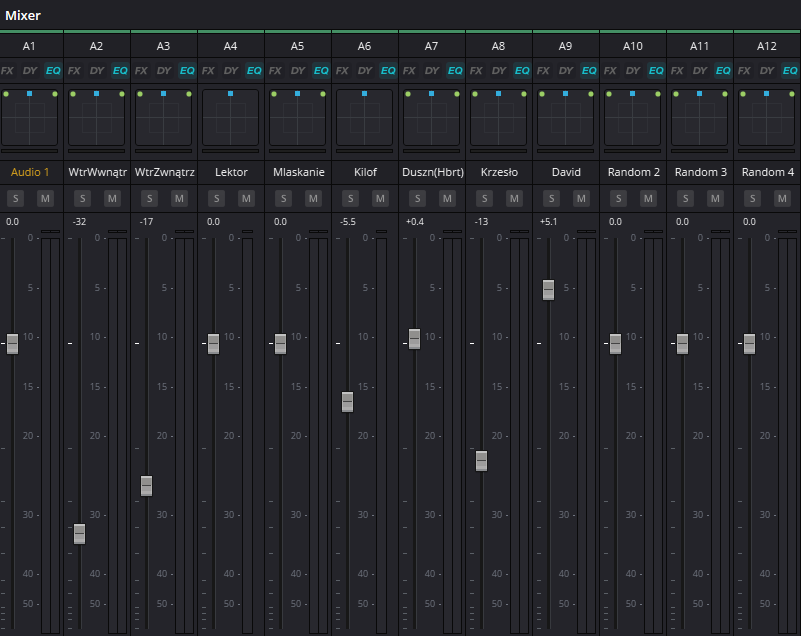 Mixer
A1 A2 A3 A4 A5 A6 A7 A8 A9 A10 A11 A12
FX DY EQ FX DY EQ FX DY EQ FX DY EQ FX DY EQ FX DY EQ FX DY EQ FX DY EQ FX DY EQ FX DY EQ FX DY EQ FX DY EQ
Audio 1 WtrWwnątr WtrZwnątrz Lektor Mlaskanie Kilof Duszn(Hbrt) Krzesło David Random 2 Random 3 Random 4
S M S M S M S M S M S M S M S M S M S M S M S M
0.0 -32 -17 0.0 0.0 -5.5 +0.4 -13 +5.1 0.0 0.0 0.0
0 0 0 0 0 0 0 0 0 0 0 0
5 5 5 5 5 5 5 5 5 5 5 5
10 10 10 10 10 10 10 10 10 10 10 10
15 15 15 15 15 15 15 15 15 15 15 15
20 20 20 20 20 20 20 20 20 20 20 20
30 30 30 30 30 30 30 30 30 30 30 30
40 40 40 40 40 40 40 40 40 40 40 40
50 50 50 50 50 50 50 50 50 50 50 50